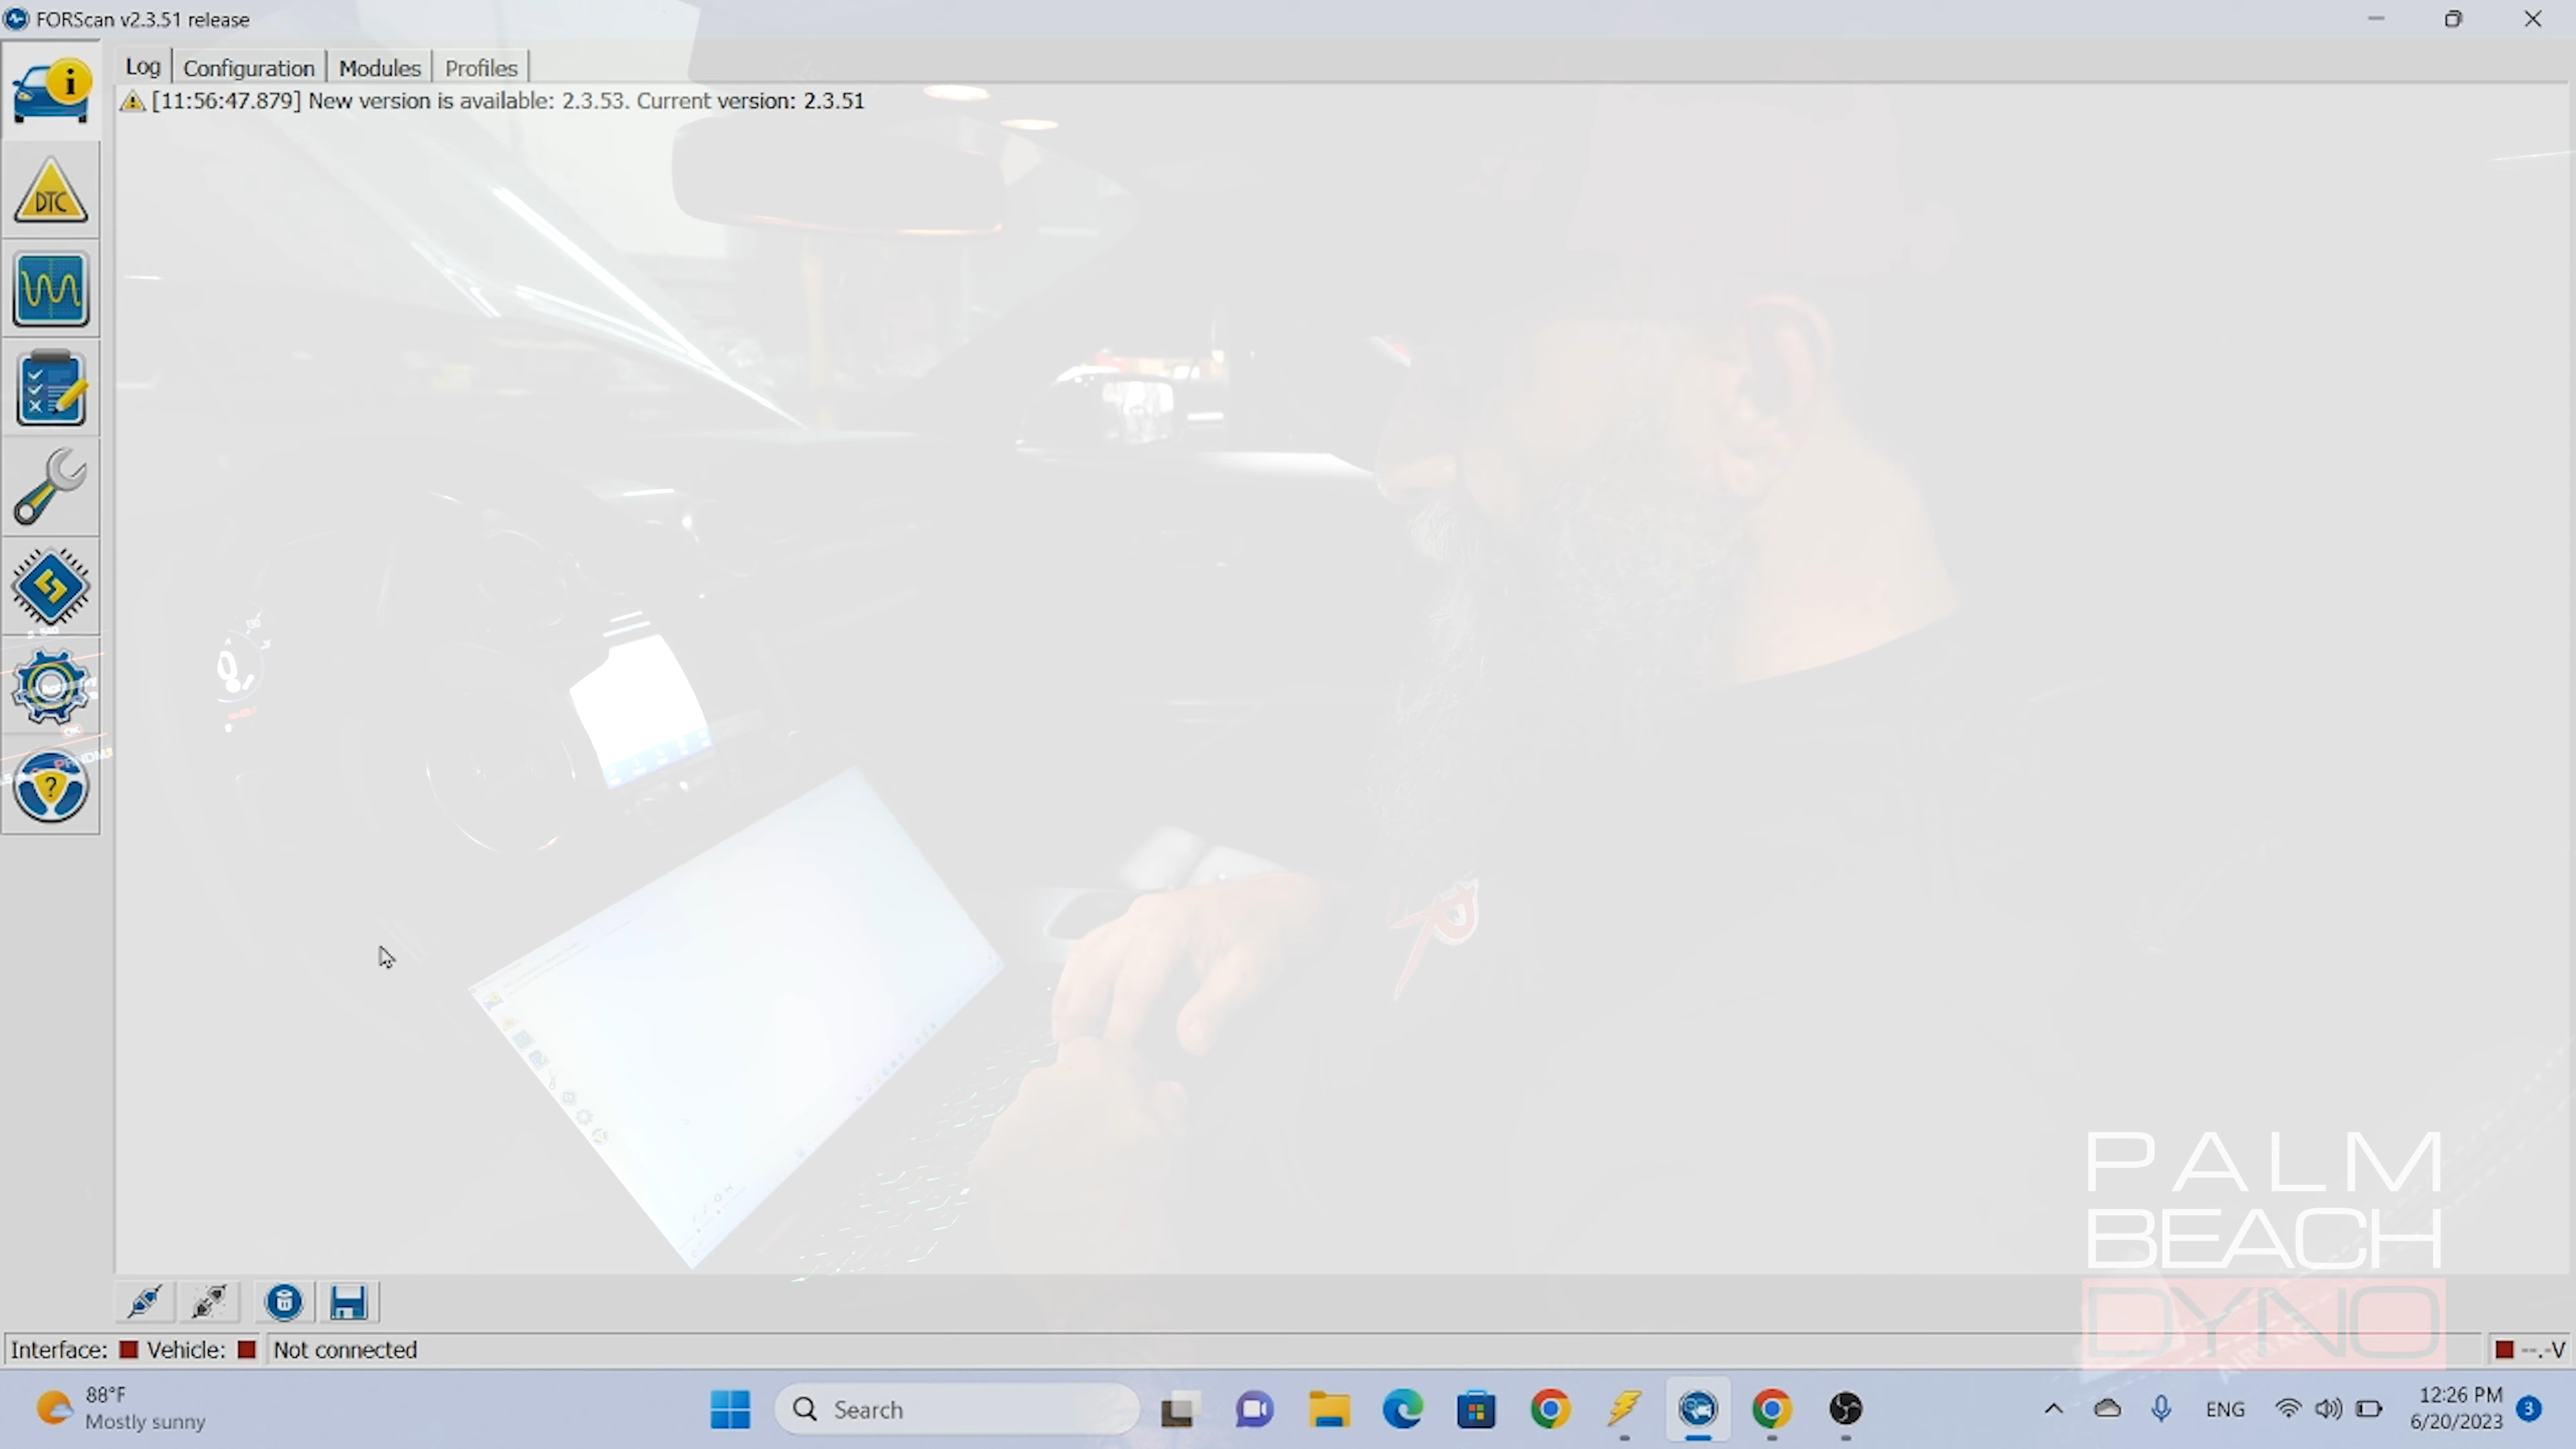 FORScan v2.3.51 release
Log Configuration Modules Profiles
[11:56:47.879] New version is available: 2.3.53. Current version: 2.3.51
DTC
PALM
BEACH
DYNO
Interface: Vehicle: Not connected
--.-V
88°F
Mostly sunny
Search
ENG
12:26 PM
6/20/2023
3